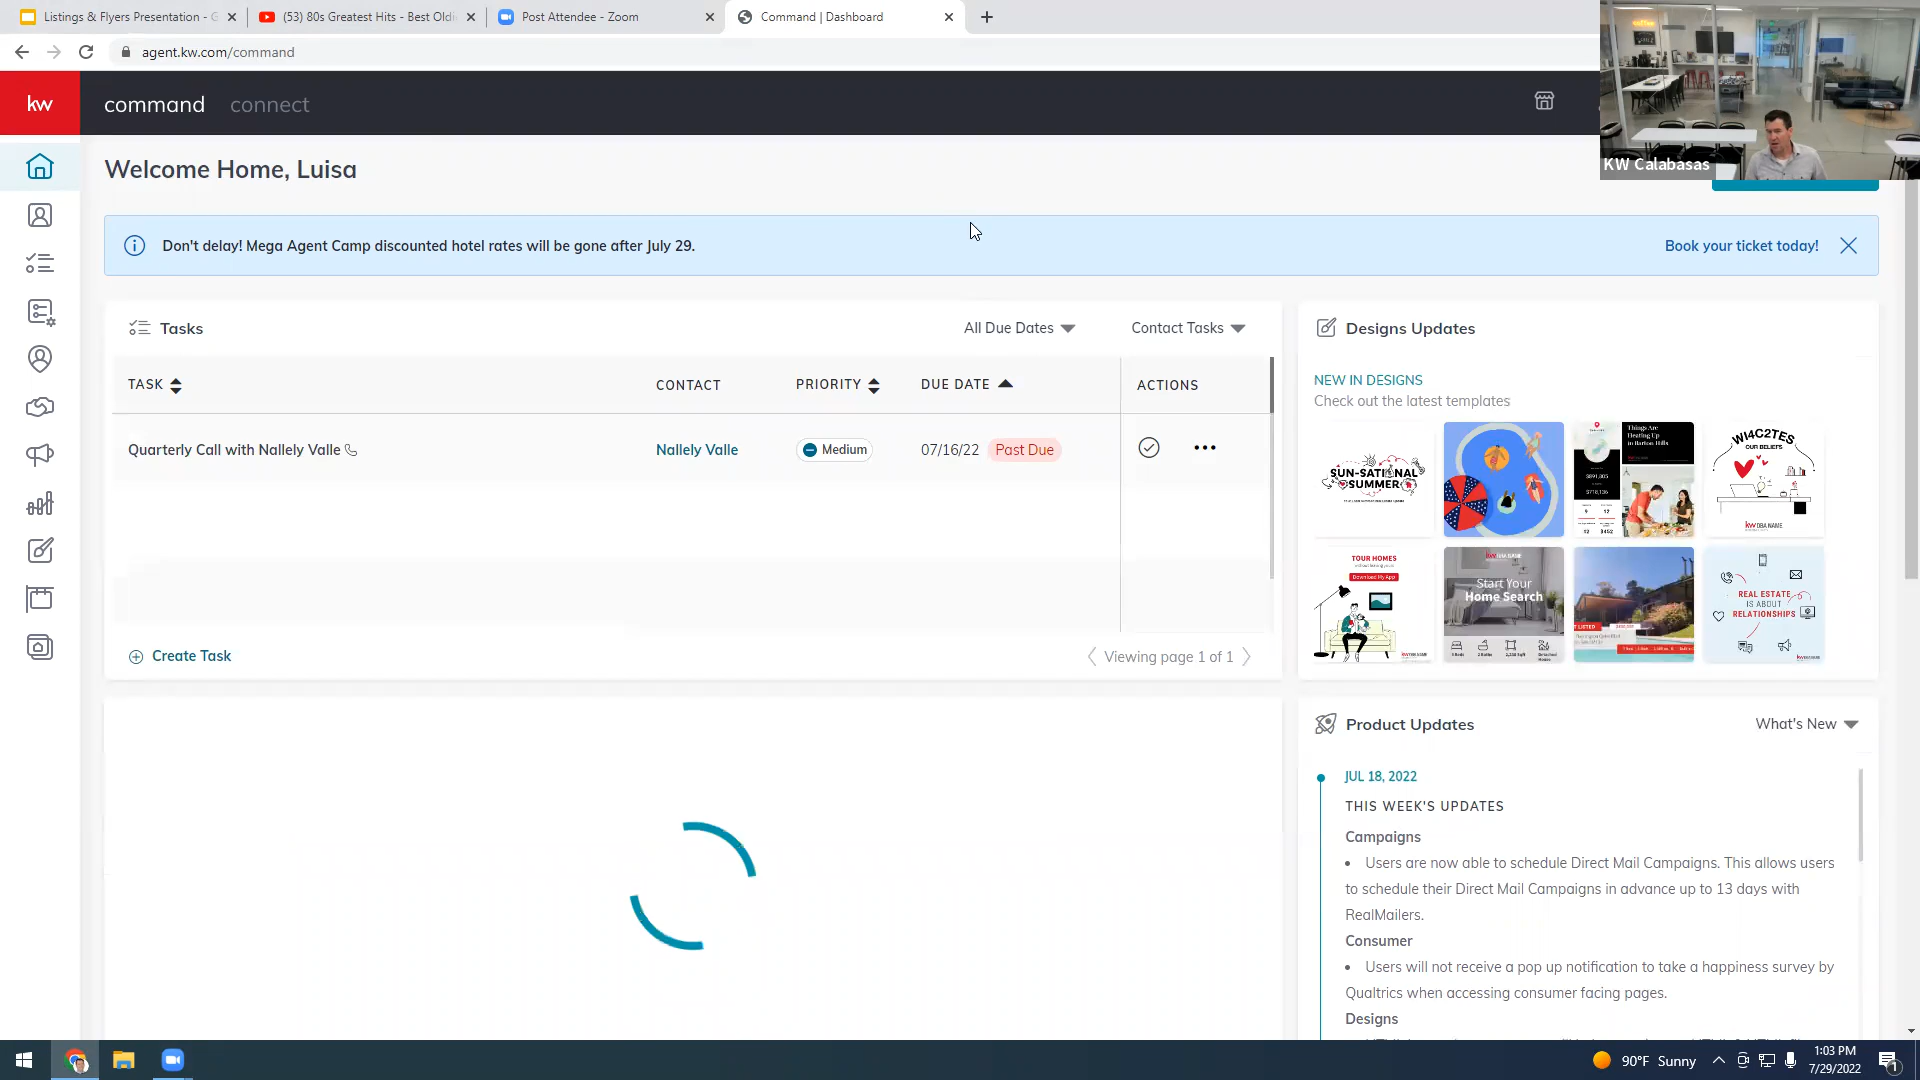 Listings & Flyers Presentation - G
(53) 80s Greatest Hits - Best Oldi
Post Attendee - Zoom
Command | Dashboard
agent.kw.com/command
kw
command
connect
KW Calabasas
Welcome Home, Luisa
Don't delay! Mega Agent Camp discounted hotel rates will be gone after July 29.
Book your ticket today!
Tasks
All Due Dates
Contact Tasks
TASK
CONTACT
PRIORITY
DUE DATE
ACTIONS
Quarterly Call with Nallely Valle
Nallely Valle
Medium
07/16/22
Past Due
Create Task
Viewing page 1 of 1
Designs Updates
NEW IN DESIGNS
Check out the latest templates
SUN-SATIONAL
SUMMER
Things Are
Heating Up
in Barton Hills
$891,305
$718,136
WI4C2TES
OUR BELIEFS
kw DBA NAME
TOUR HOMES
Download My App
Start Your
Home Search
REAL ESTATE
IS ABOUT
RELATIONSHIPS
Product Updates
What's New
JUL 18, 2022
THIS WEEK'S UPDATES
Campaigns
• Users are now able to schedule Direct Mail Campaigns. This allows users
to schedule their Direct Mail Campaigns in advance up to 13 days with
RealMailers.
Consumer
• Users will not receive a pop up notification to take a happiness survey by
Qualtrics when accessing consumer facing pages.
Designs
90°F Sunny
1:03 PM
7/29/2022
1